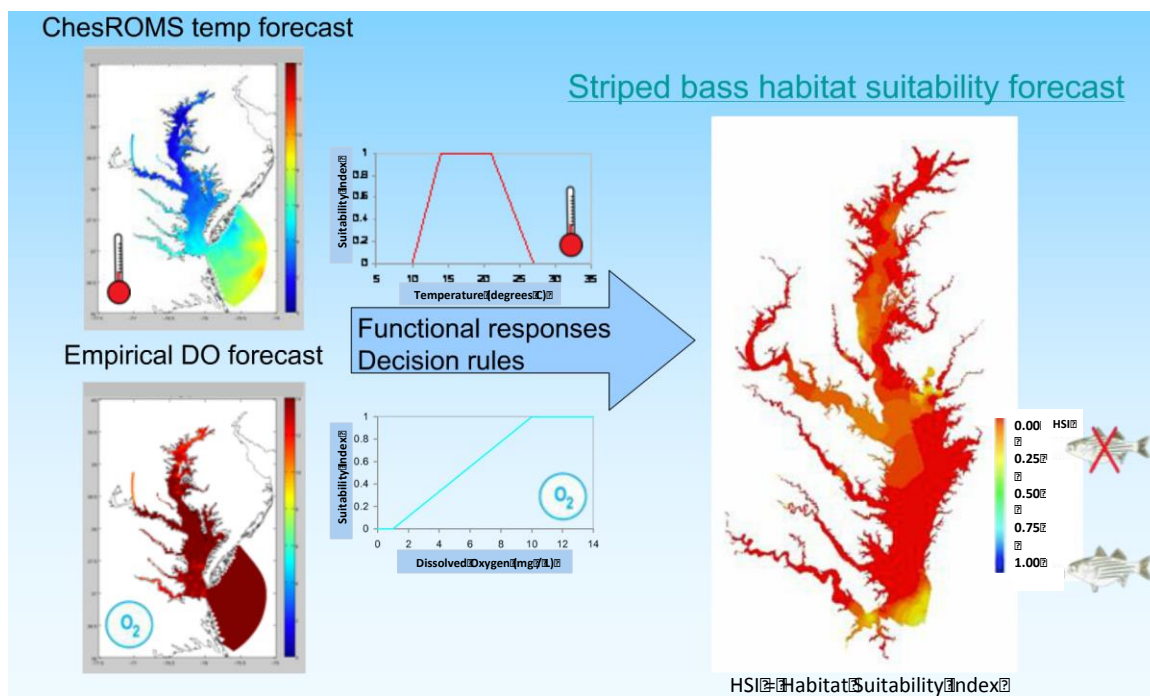 ChesROMS temp forecast
Striped bass habitat suitability forecast
Suitability Index
1
0.8
0.6
0.4
0.2
0
5 10 15 20 25 30 35
Temperature (degrees C)
Functional responses
Decision rules
Empirical DO forecast
Suitability Index
1
0.8
0.6
0.4
0.2
0
0 2 4 6 8 10 12 14
Dissolved Oxygen (mg / L)
O₂
O₂
0.00 HSI
0.25
0.50
0.75
1.00
HSI = Habitat Suitability Index